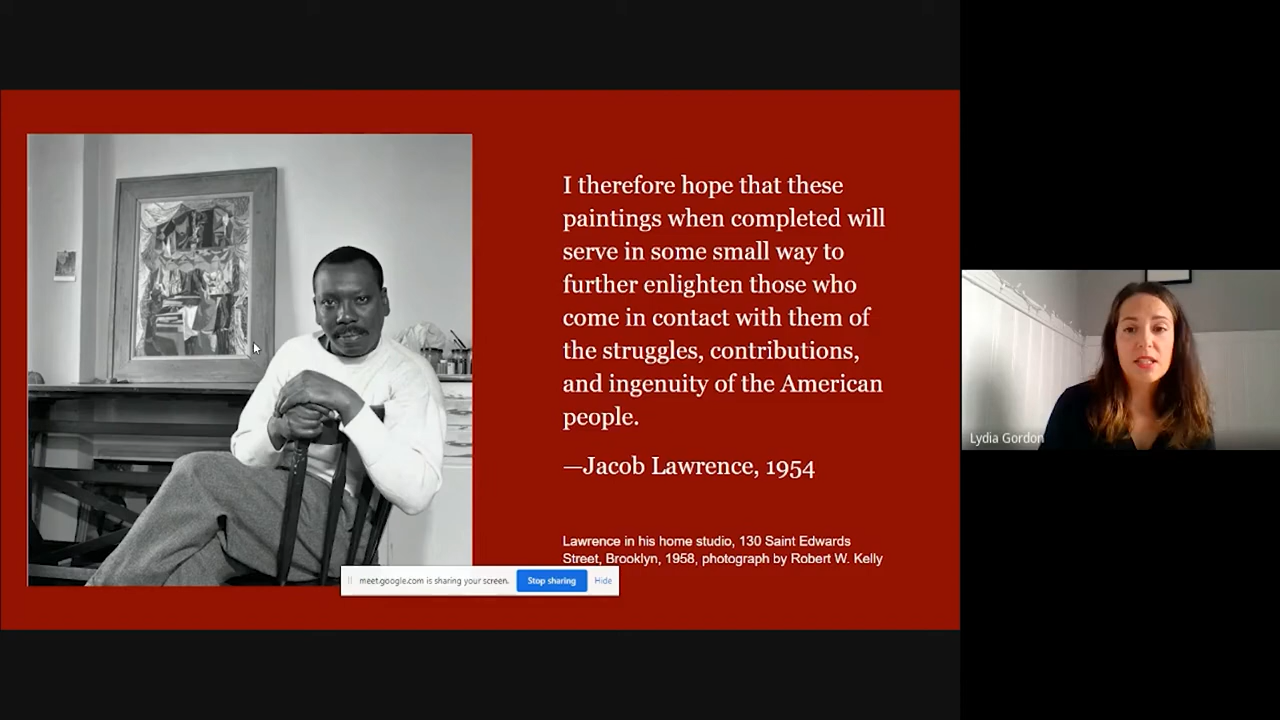 I therefore hope that these
paintings when completed will
serve in some small way to
further enlighten those who
come in contact with them of
the struggles, contributions,
and ingenuity of the American
people.
—Jacob Lawrence, 1954
Lawrence in his home studio, 130 Saint Edwards
Street, Brooklyn, 1958, photograph by Robert W. Kelly
meet.google.com is sharing your screen. Stop sharing Hide
Lydia Gordon